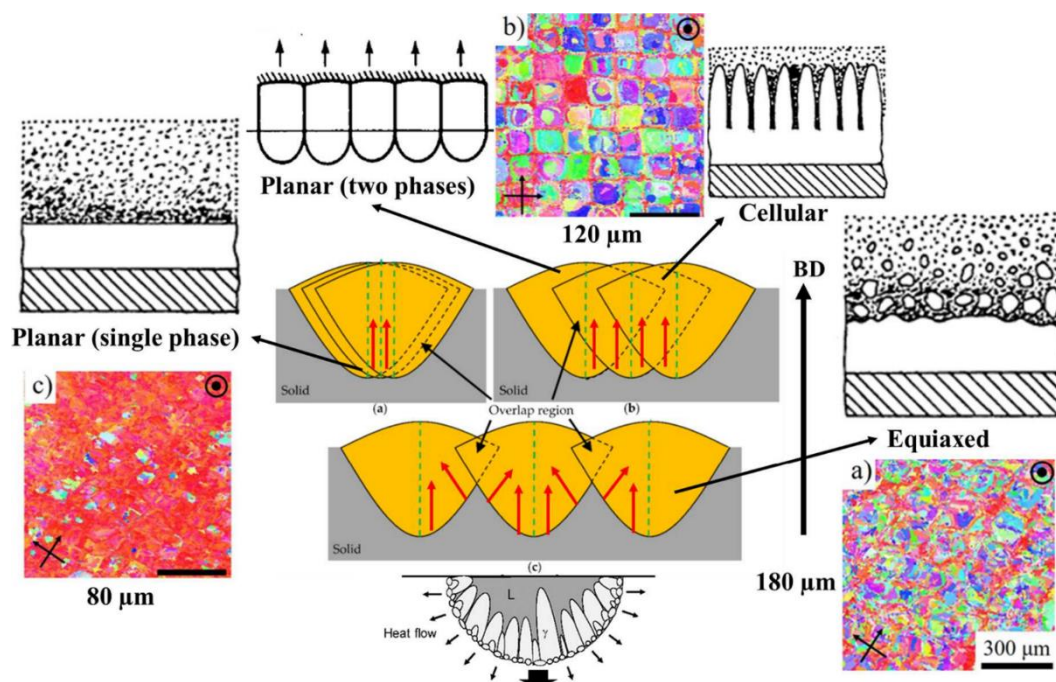 b)
Planar (two phases)
120 μm
Cellular
BD
Planar (single phase)
Solid
(a)
Solid
(b)
Overlap region
Equiaxed
c)
80 μm
Solid
(c)
180 μm
a)
300 μm
L
γ
Heat flow